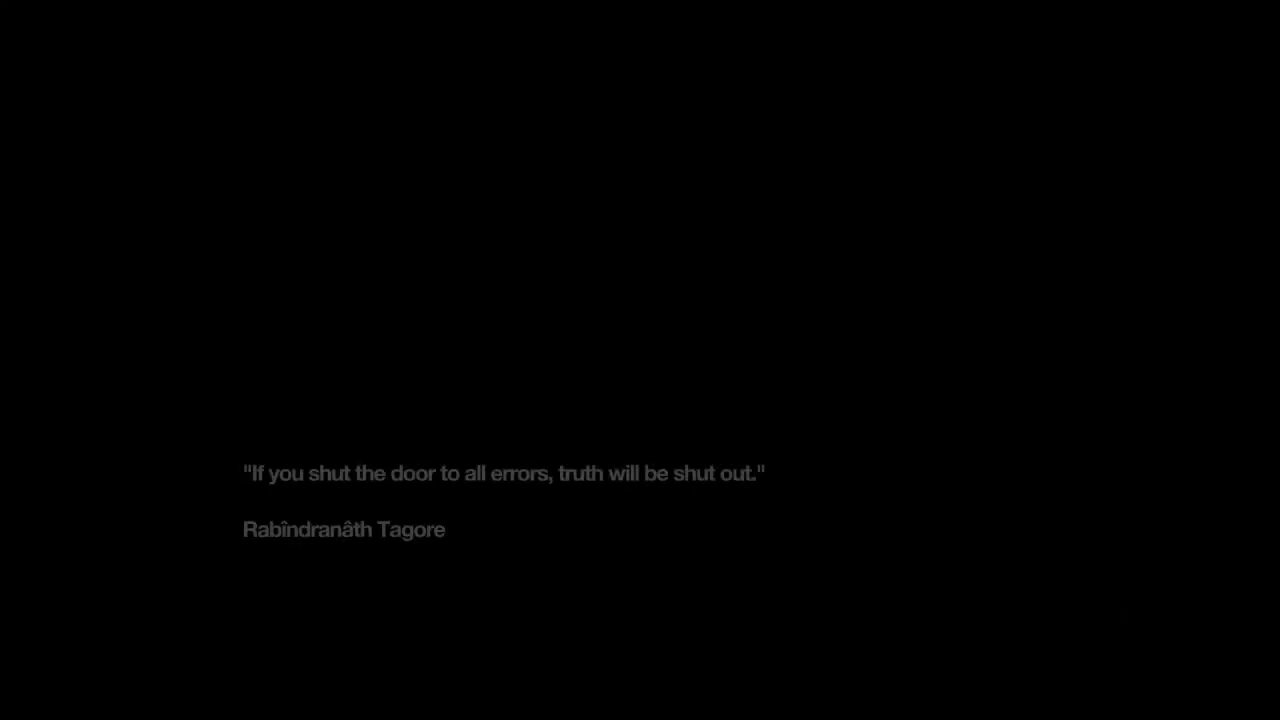 "If you shut the door to all errors, truth will be shut out."
Rabîndranâth Tagore